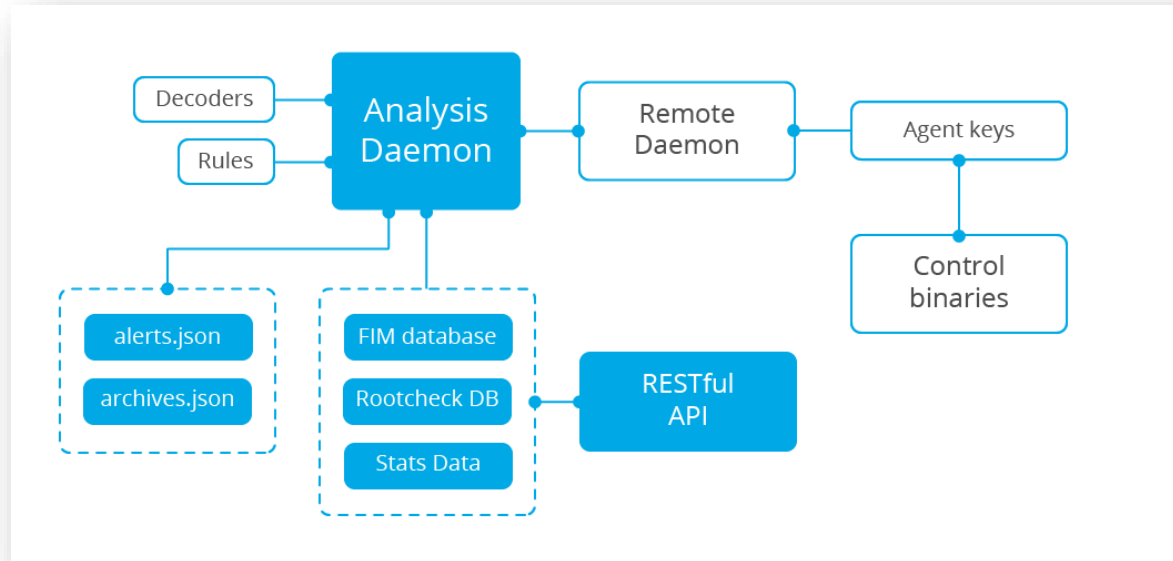 Decoders
Rules
Analysis
Daemon
Remote
Daemon
Agent keys
Control
binaries
alerts.json
archives.json
FIM database
Rootcheck DB
Stats Data
RESTful
API